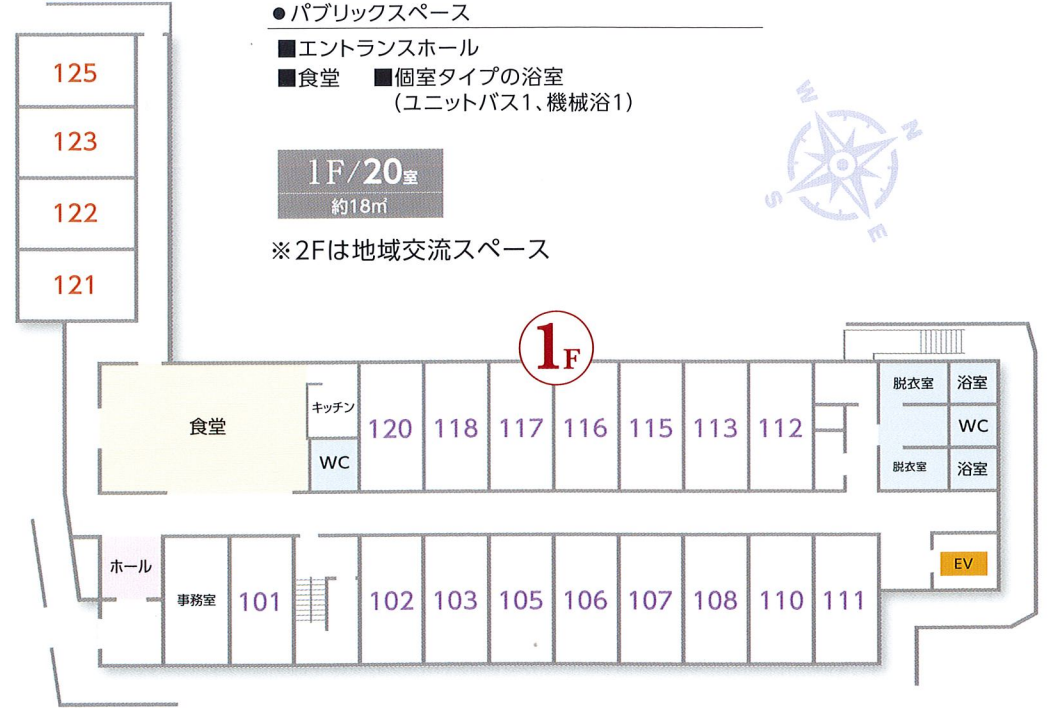 ●パブリックスペース
■エントランスホール
■食堂 ■個室タイプの浴室
(ユニットバス1、機械浴1)
1F/20室
約18㎡
※2Fは地域交流スペース
W
N
S
E
125
123
122
121
1F
食堂
キッチン
WC
120
118
117
116
115
113
112
脱衣室
浴室
WC
脱衣室
浴室
ホール
事務室
101
102
103
105
106
107
108
110
111
EV